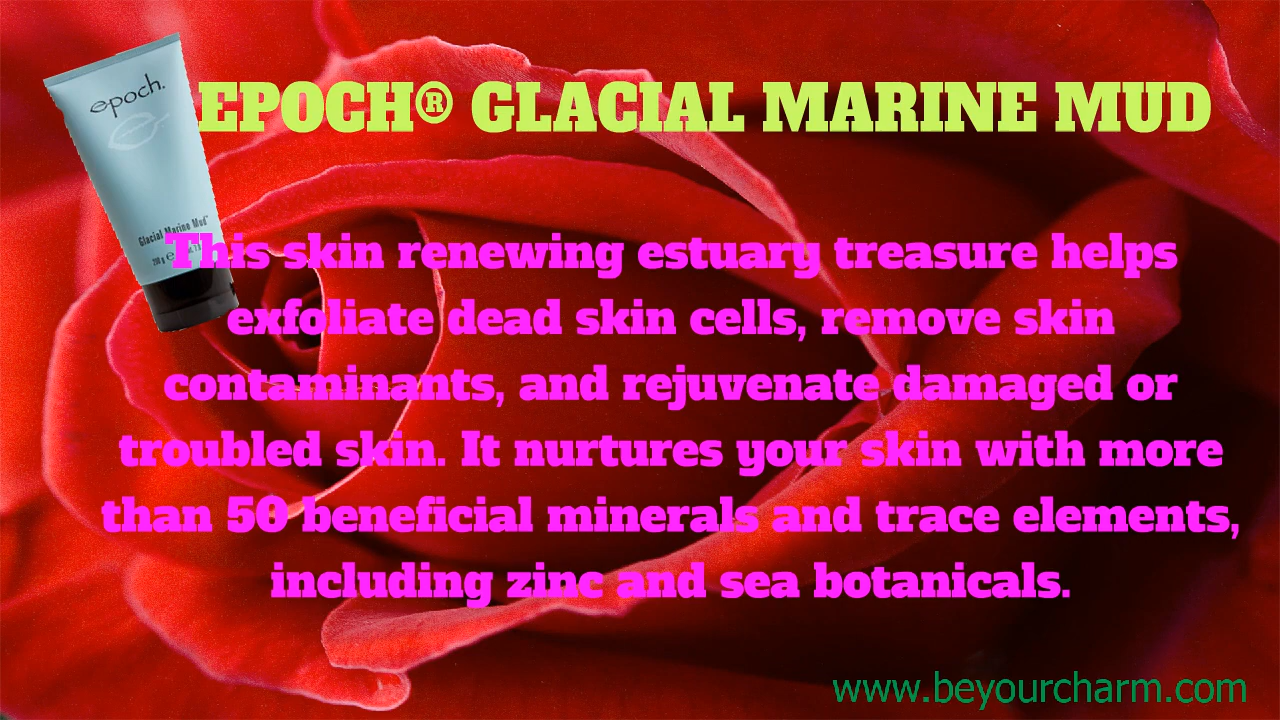 epoch.
EPOCH® GLACIAL MARINE MUD
Glacial Marine Mud™
200 g e
This skin renewing estuary treasure helps
exfoliate dead skin cells, remove skin
contaminants, and rejuvenate damaged or
troubled skin. It nurtures your skin with more
than 50 beneficial minerals and trace elements,
including zinc and sea botanicals.
www.beyourcharm.com